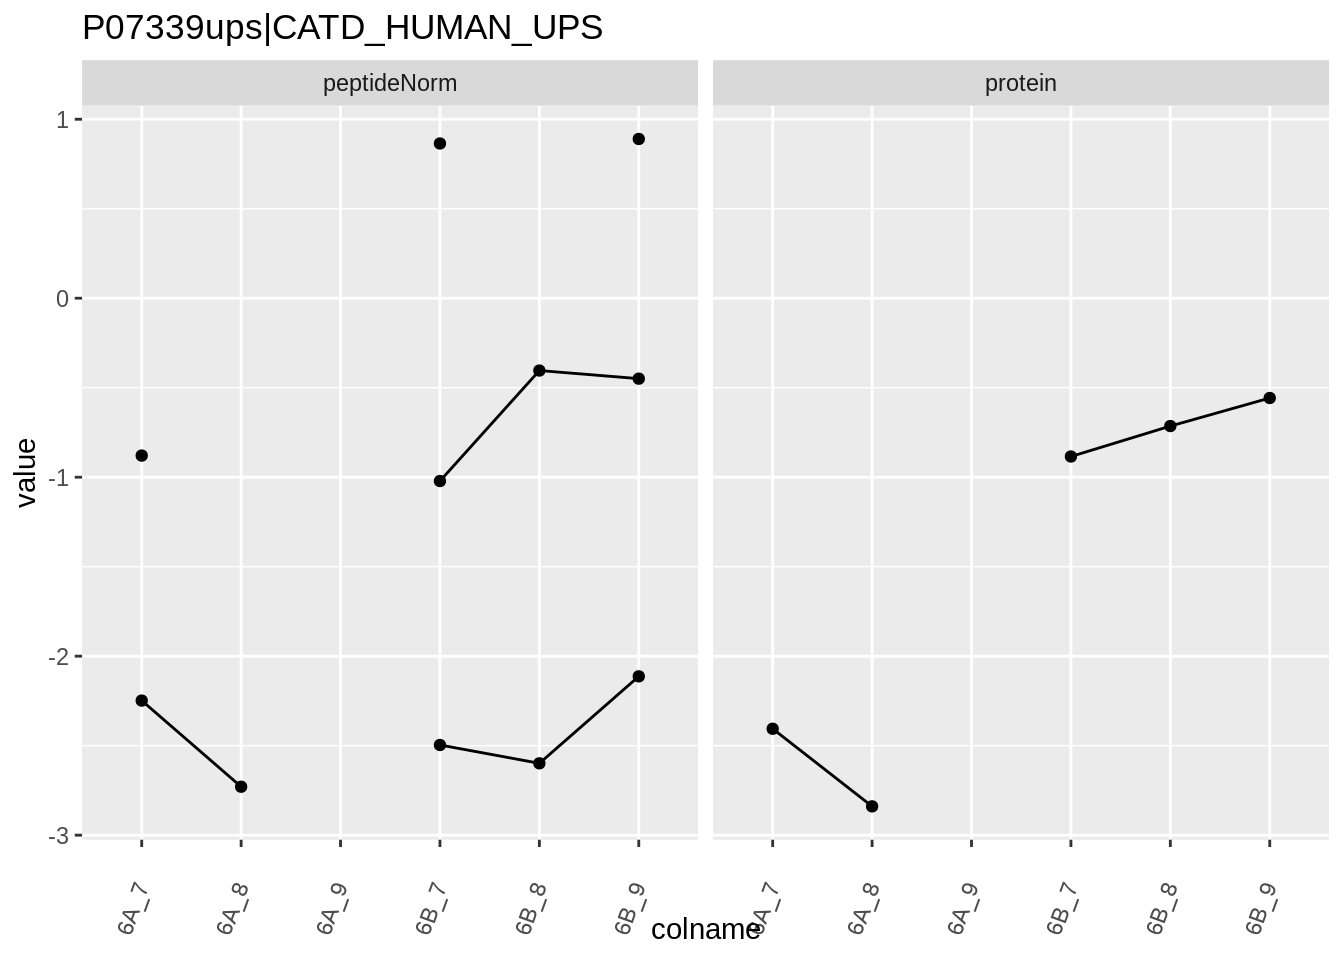 P07339ups|CATD_HUMAN_UPS
peptideNorm protein
1
0
-1
-2
-3
value
6A_7 6A_8 6A_9 6B_7 6B_8 6B_9 6A_7 6A_8 6A_9 6B_7 6B_8 6B_9
colname